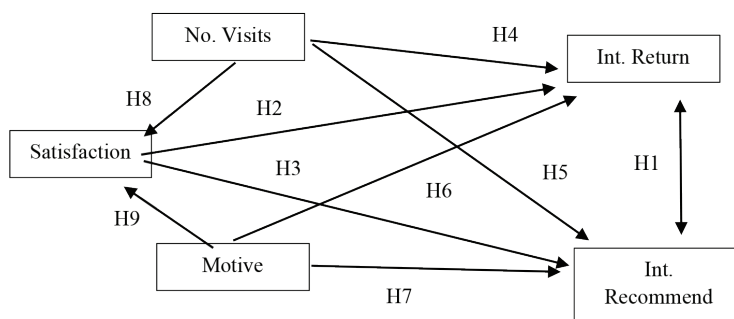 No. Visits
H4
Int. Return
H8
H2
Satisfaction
H3
H6
H5
H1
H9
Motive
H7
Int.
Recommend